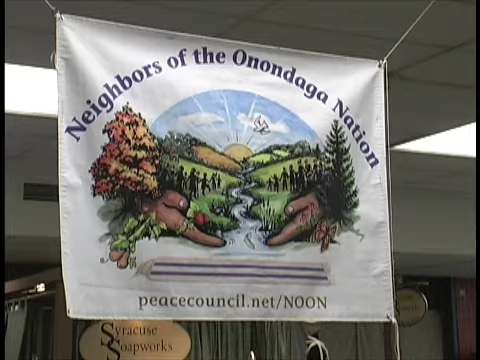 Neighbors of the Onondaga Nation
peacecouncil.net/NOON
Syracuse
Soapworks